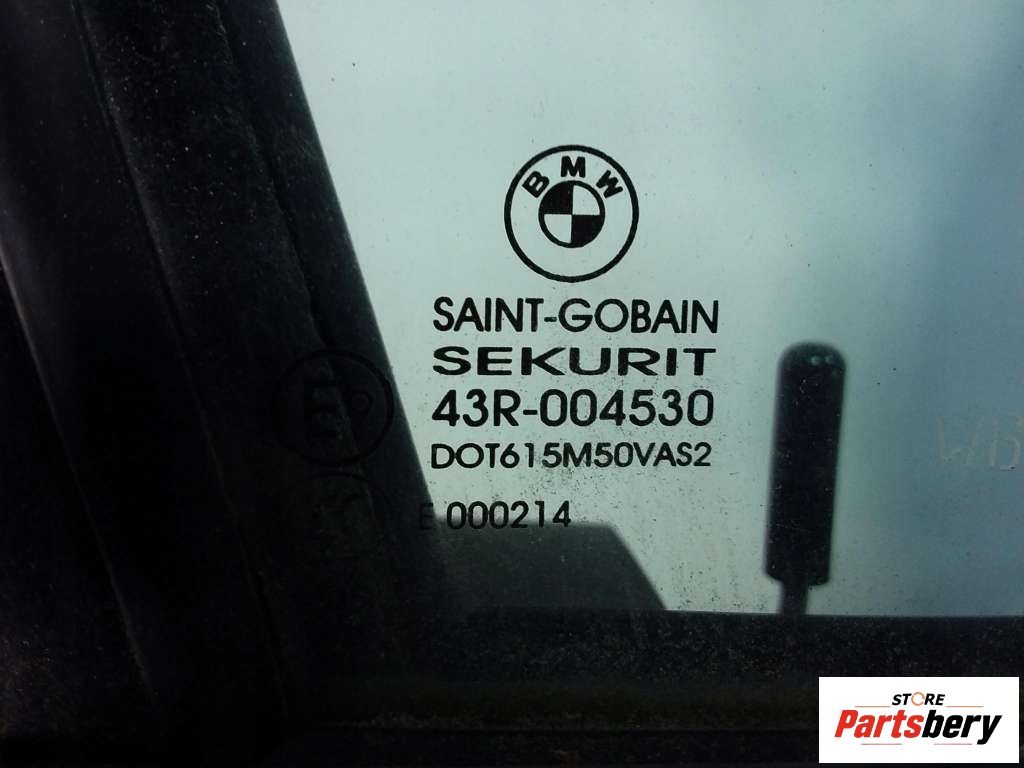 BMW
SAINT-GOBAIN
SEKURIT
43R-004530
DOT615M50VAS2
E 000214
STORE
Partsbery